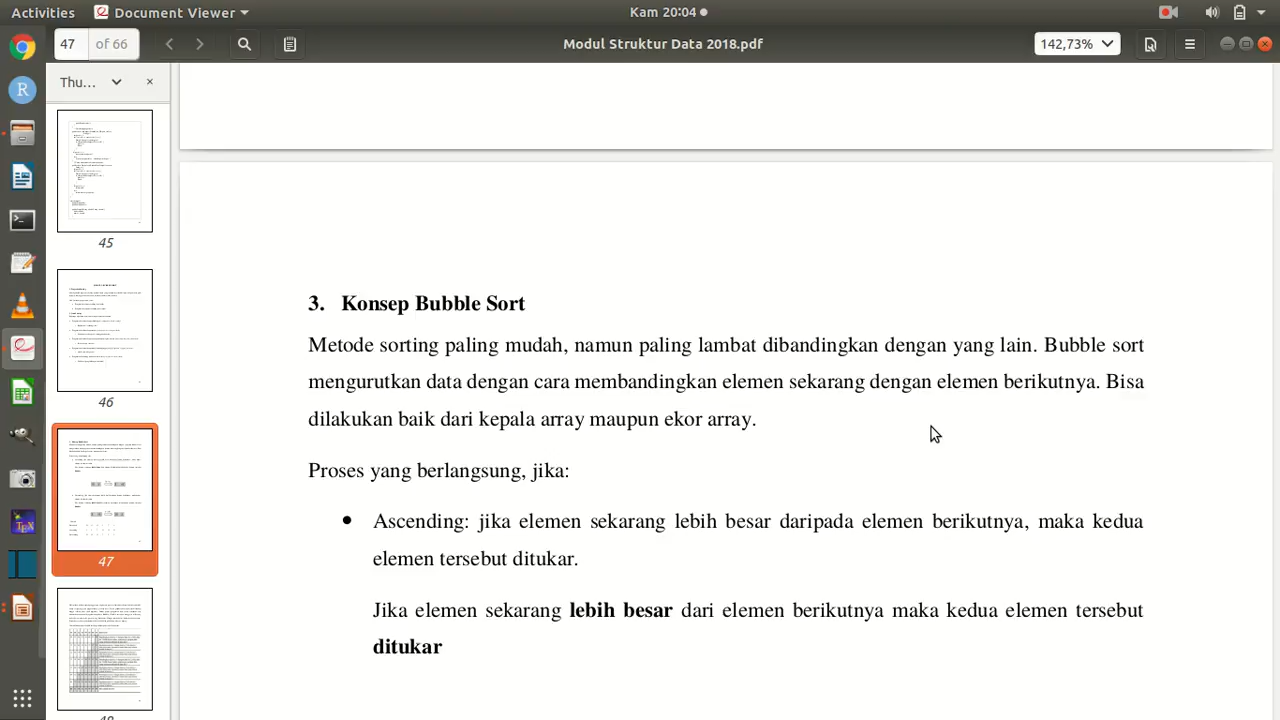 Activities Document Viewer Kam 20:04
47 of 66 Modul Struktur Data 2018.pdf 142,73%
Thu...
45
46
47
3. Konsep Bubble Sort
Metode sorting paling mudah, namun paling lambat dibandingkan dengan yang lain. Bubble sort
mengurutkan data dengan cara membandingkan elemen sekarang dengan elemen berikutnya. Bisa
dilakukan baik dari kepala array maupun ekor array.
Proses yang berlangsung, jika:
• Ascending: jika elemen sekarang lebih besar daripada elemen berikutnya, maka kedua
elemen tersebut ditukar.
Jika elemen sekarang lebih besar dari elemen berikutnya maka kedua elemen tersebut
ditukar